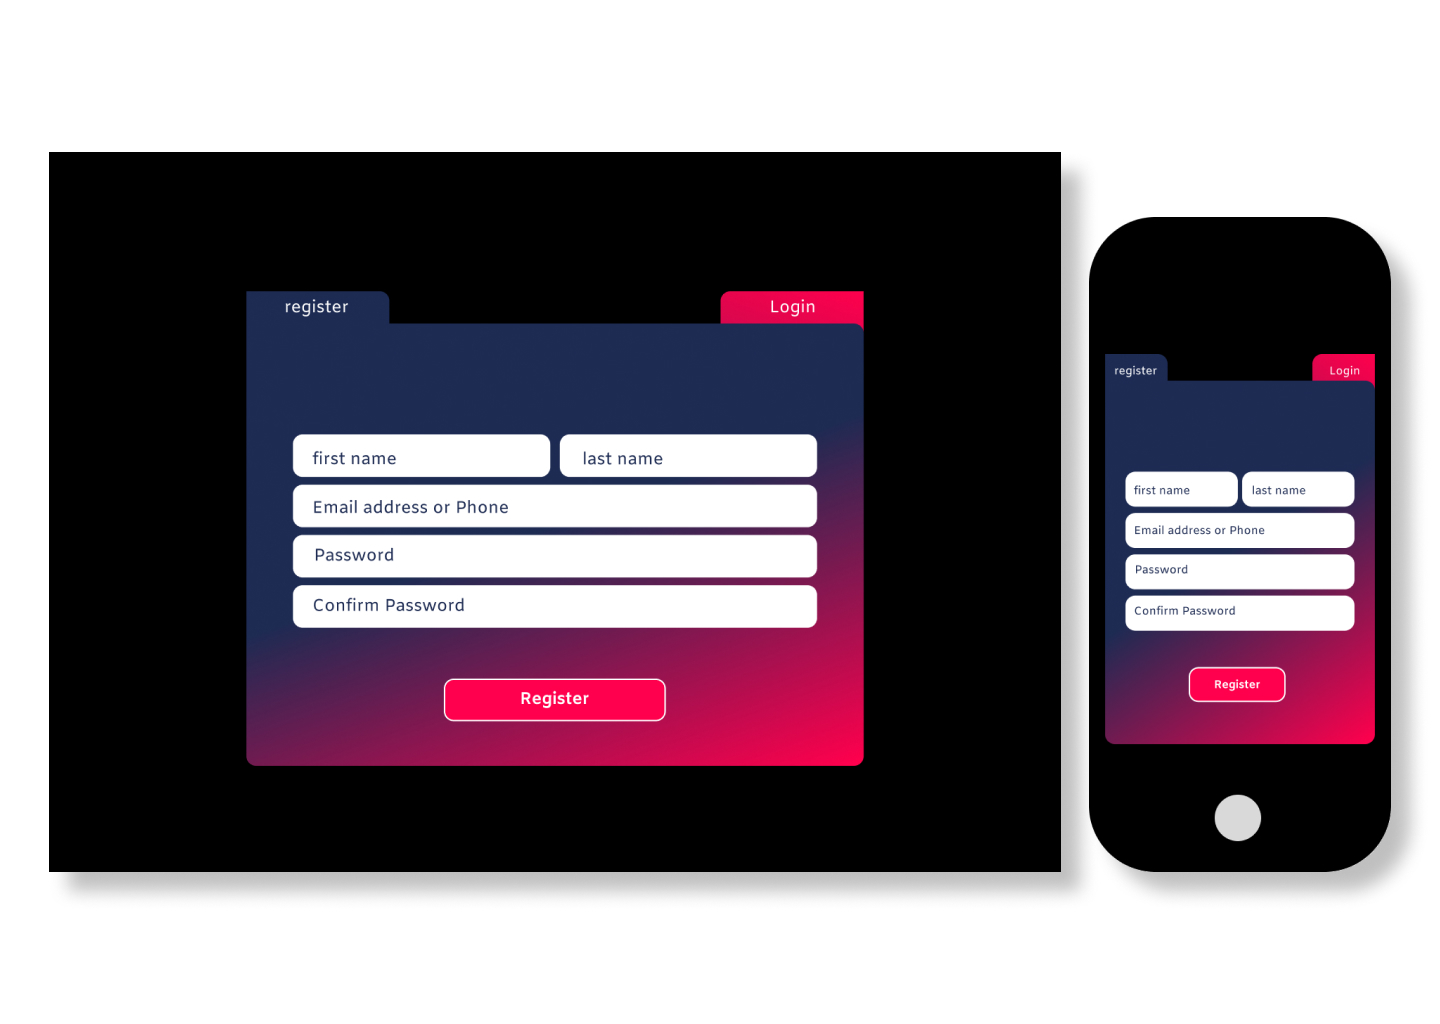 register
Login
first name
last name
Email address or Phone
Password
Confirm Password
Register
register
Login
first name
last name
Email address or Phone
Password
Confirm Password
Register